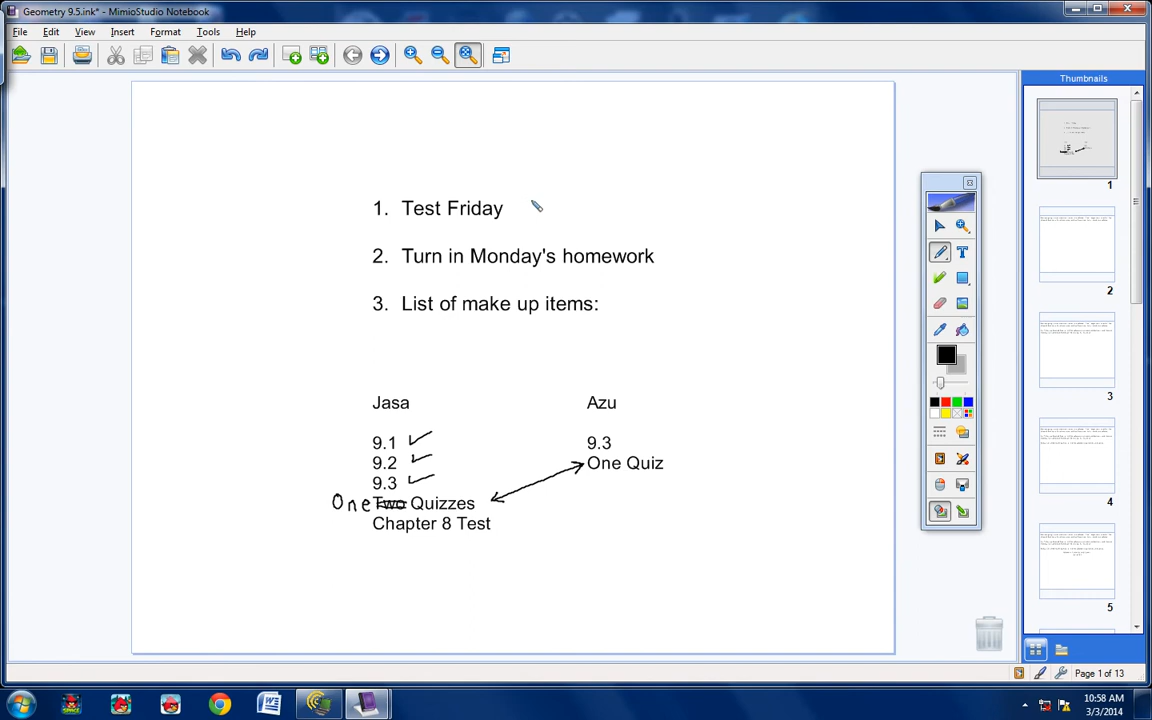 Geometry 9.5.ink* - MimioStudio Notebook
File Edit View Insert Format Tools Help
Thumbnails
1. Test Friday
2. Turn in Monday's homework
3. List of make up items:
Jasa Azu
9.1 9.3
9.2 One Quiz
9.3
One Two Quizzes
Chapter 8 Test
1
2
3
4
5
Page 1 of 13
10:58 AM
3/3/2014